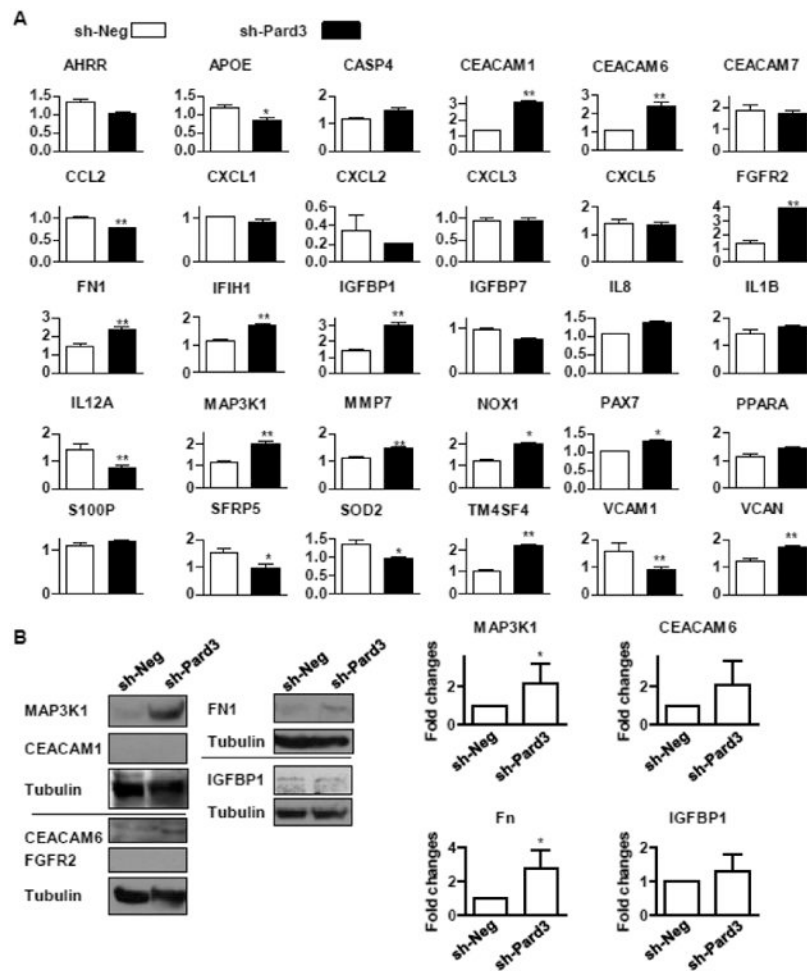 A
sh-Neg sh-Pard3
AHRR APOE CASP4 CEACAM1 CEACAM6 CEACAM7
1.5 1.0 0.5 0.0
1.5 1.0 0.5 0.0 *
2 1 0
3 2 1 0 **
3 2 1 0 **
2 1 0
CCL2 CXCL1 CXCL2 CXCL3 CXCL5 FGFR2
1.0 0.5 0.0 **
1 0
0.6 0.4 0.2 0.0
1 0
2 1 0
4 3 2 1 0 **
FN1 IFIH1 IGFBP1 IGFBP7 IL8 IL1B
3 2 1 0 **
2 1 0 **
3 2 1 0 **
1 0
1.5 1.0 0.5 0.0
2 1 0
IL12A MAP3K1 MMP7 NOX1 PAX7 PPARA
2 1 0 **
2 1 0 **
2 1 0 **
2 1 0 *
1.5 1.0 0.5 0.0 *
2 1 0
S100P SFRP5 SOD2 TM4SF4 VCAM1 VCAN
1 0
2 1 0 *
1.5 1.0 0.5 0.0 *
2 1 0 **
2 1 0 **
2 1 0 **
B
sh-Neg sh-Pard3
MAP3K1
CEACAM1
Tubulin
CEACAM6
FGFR2
Tubulin
sh-Neg sh-Pard3
FN1
Tubulin
IGFBP1
Tubulin
MAP3K1
Fold changes
2 0 *
sh-Neg sh-Pard3
CEACAM6
Fold changes
2 0
sh-Neg sh-Pard3
Fn
Fold changes
4 2 0 *
sh-Neg sh-Pard3
IGFBP1
Fold changes
2 1 0
sh-Neg sh-Pard3